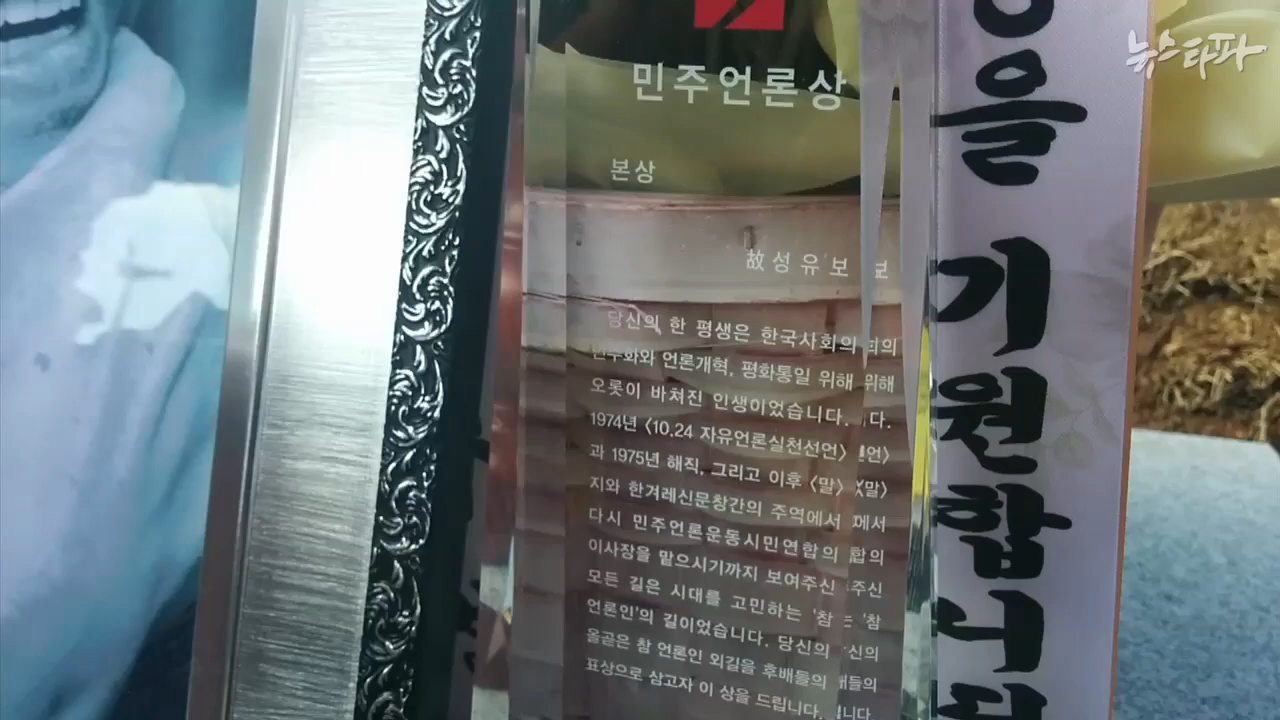 뉴스타파
민주언론상
본상
故 성유보
당신의 한 평생은 한국사회의
민주화와 언론개혁, 평화통일 위해
오롯이 바쳐진 인생이었습니다.
1974년 〈10.24 자유언론실천선언〉
과 1975년 해직, 그리고 이후 〈말〉
지와 한겨레신문창간의 주역에서
다시 민주언론운동시민연합의
이사장을 맡으시기까지 보여주신
모든 길은 시대를 고민하는 '참
언론인'의 길이었습니다. 당신의
올곧은 참 언론인 외길을 후배들의
표상으로 삼고자 이 상을 드립니다.
을 기원합니다